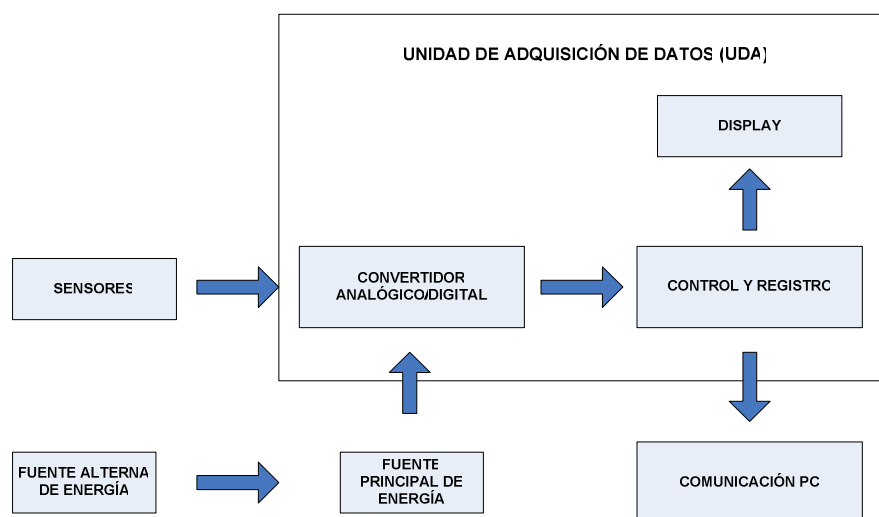 UNIDAD DE ADQUISICIÓN DE DATOS (UDA)
DISPLAY
SENSORES
CONVERTIDOR
ANALÓGICO/DIGITAL
CONTROL Y REGISTRO
FUENTE ALTERNA
DE ENERGÍA
FUENTE
PRINCIPAL DE
ENERGÍA
COMUNICACIÓN PC